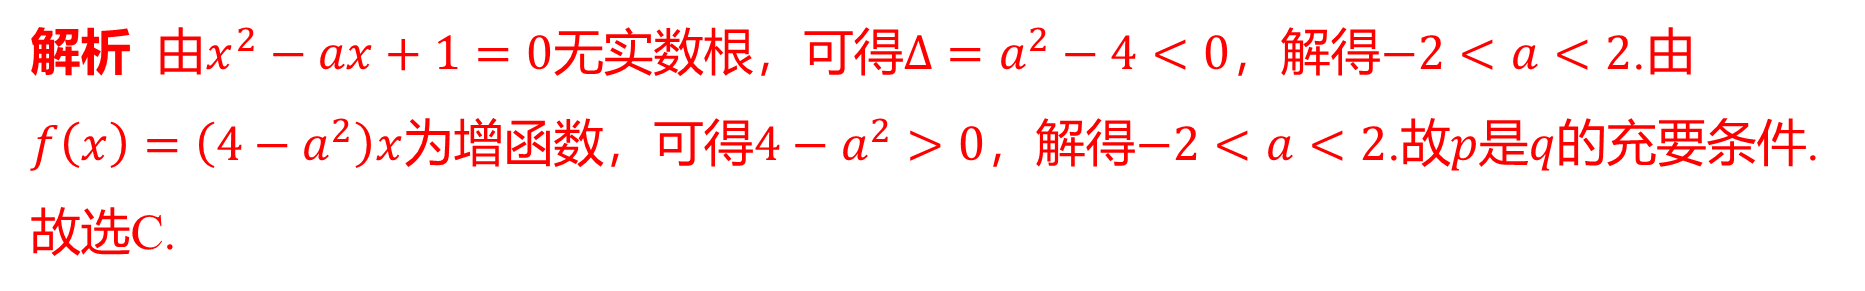 解析 由x² − ax + 1 = 0无实数根，可得Δ = a² − 4 < 0，解得−2 < a < 2.由
f(x) = (4 − a²)x为增函数，可得4 − a² > 0，解得−2 < a < 2.故p是q的充要条件.
故选C.